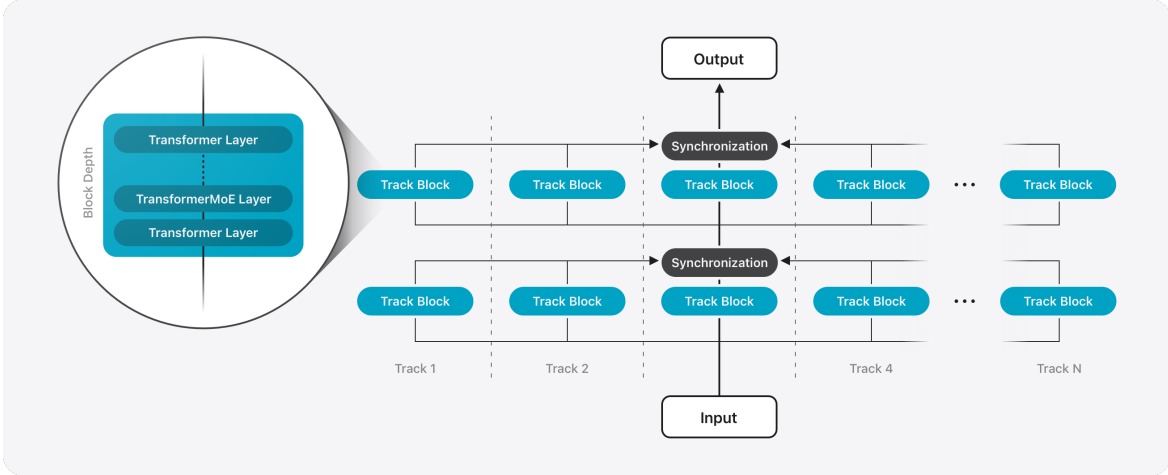 Output
Synchronization
Block Depth
Transformer Layer
TransformerMoE Layer
Transformer Layer
Track Block
Track Block
Track Block
Track Block
...
Track Block
Synchronization
Track Block
Track Block
Track Block
Track Block
...
Track Block
Track 1
Track 2
Track 4
Track N
Input